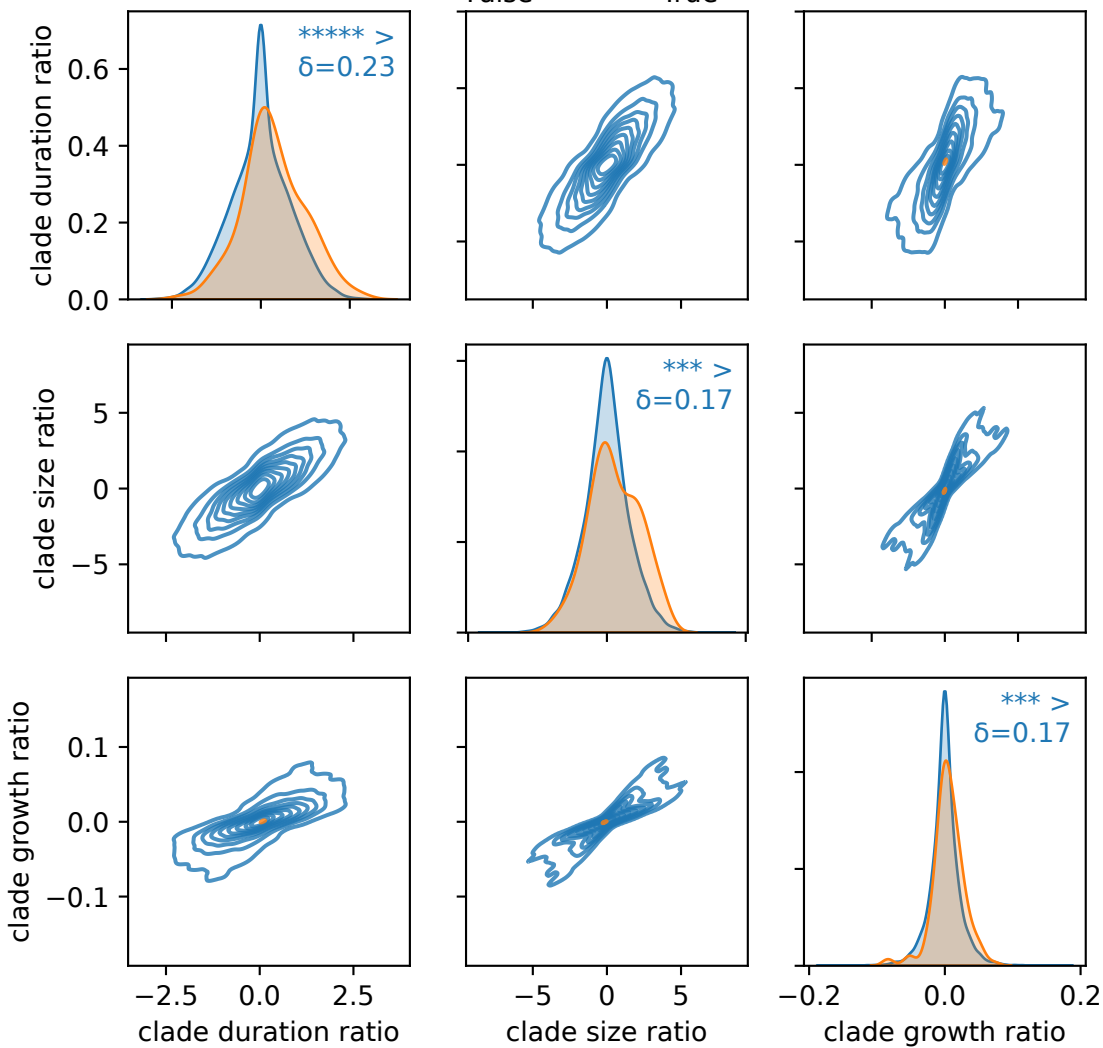 True
clade duration ratio
0.6
0.4
0.2
0.0
***** >
δ=0.23
clade size ratio
5
0
−5
*** >
δ=0.17
clade growth ratio
0.1
0.0
−0.1
*** >
δ=0.17
−2.5 0.0 2.5
−5 0 5
−0.2 0.0 0.2
clade duration ratio
clade size ratio
clade growth ratio